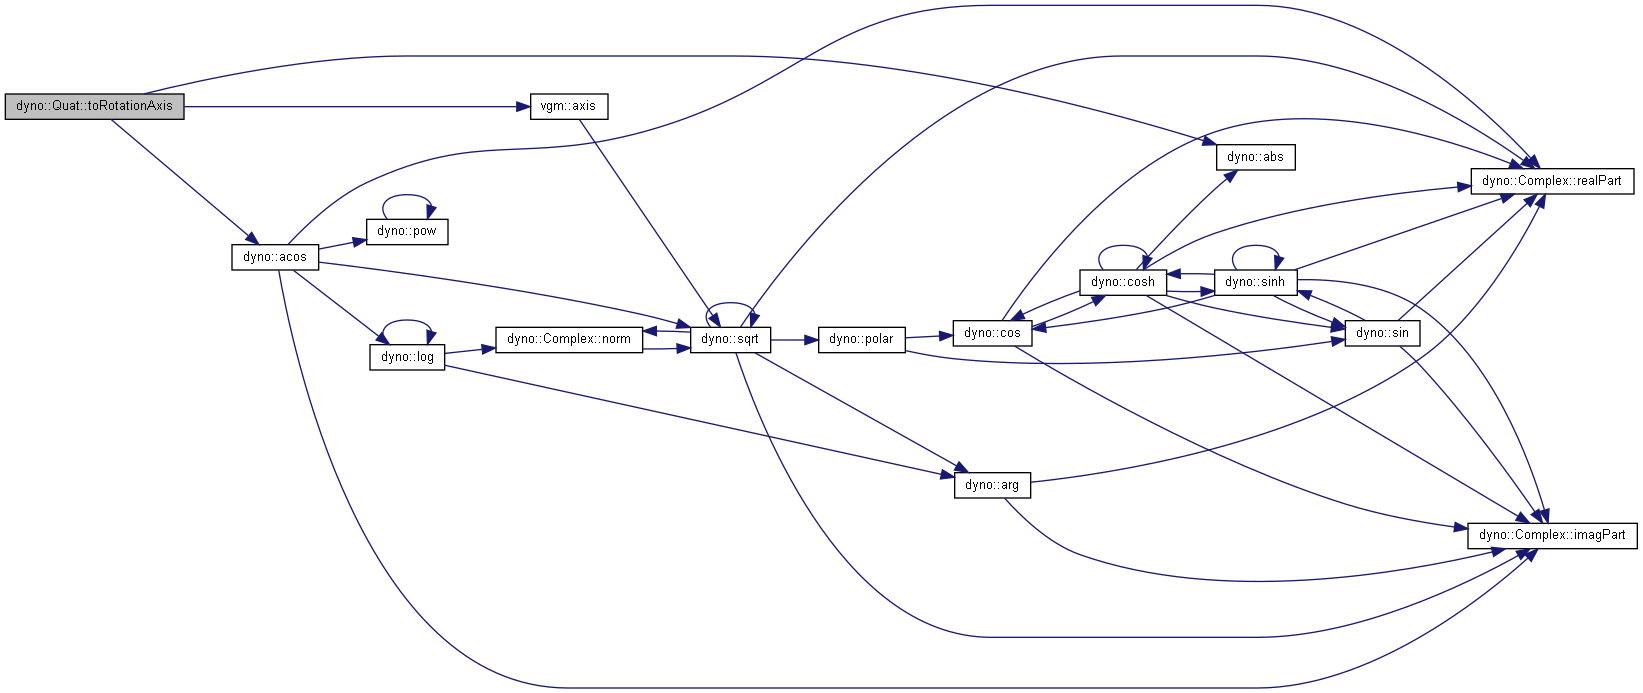 dyno::Quat::toRotationAxis
vgm::axis
dyno::abs
dyno::Complex::realPart
dyno::pow
dyno::acos
dyno::cosh
dyno::sinh
dyno::log
dyno::Complex::norm
dyno::sqrt
dyno::polar
dyno::cos
dyno::sin
dyno::arg
dyno::Complex::imagPart